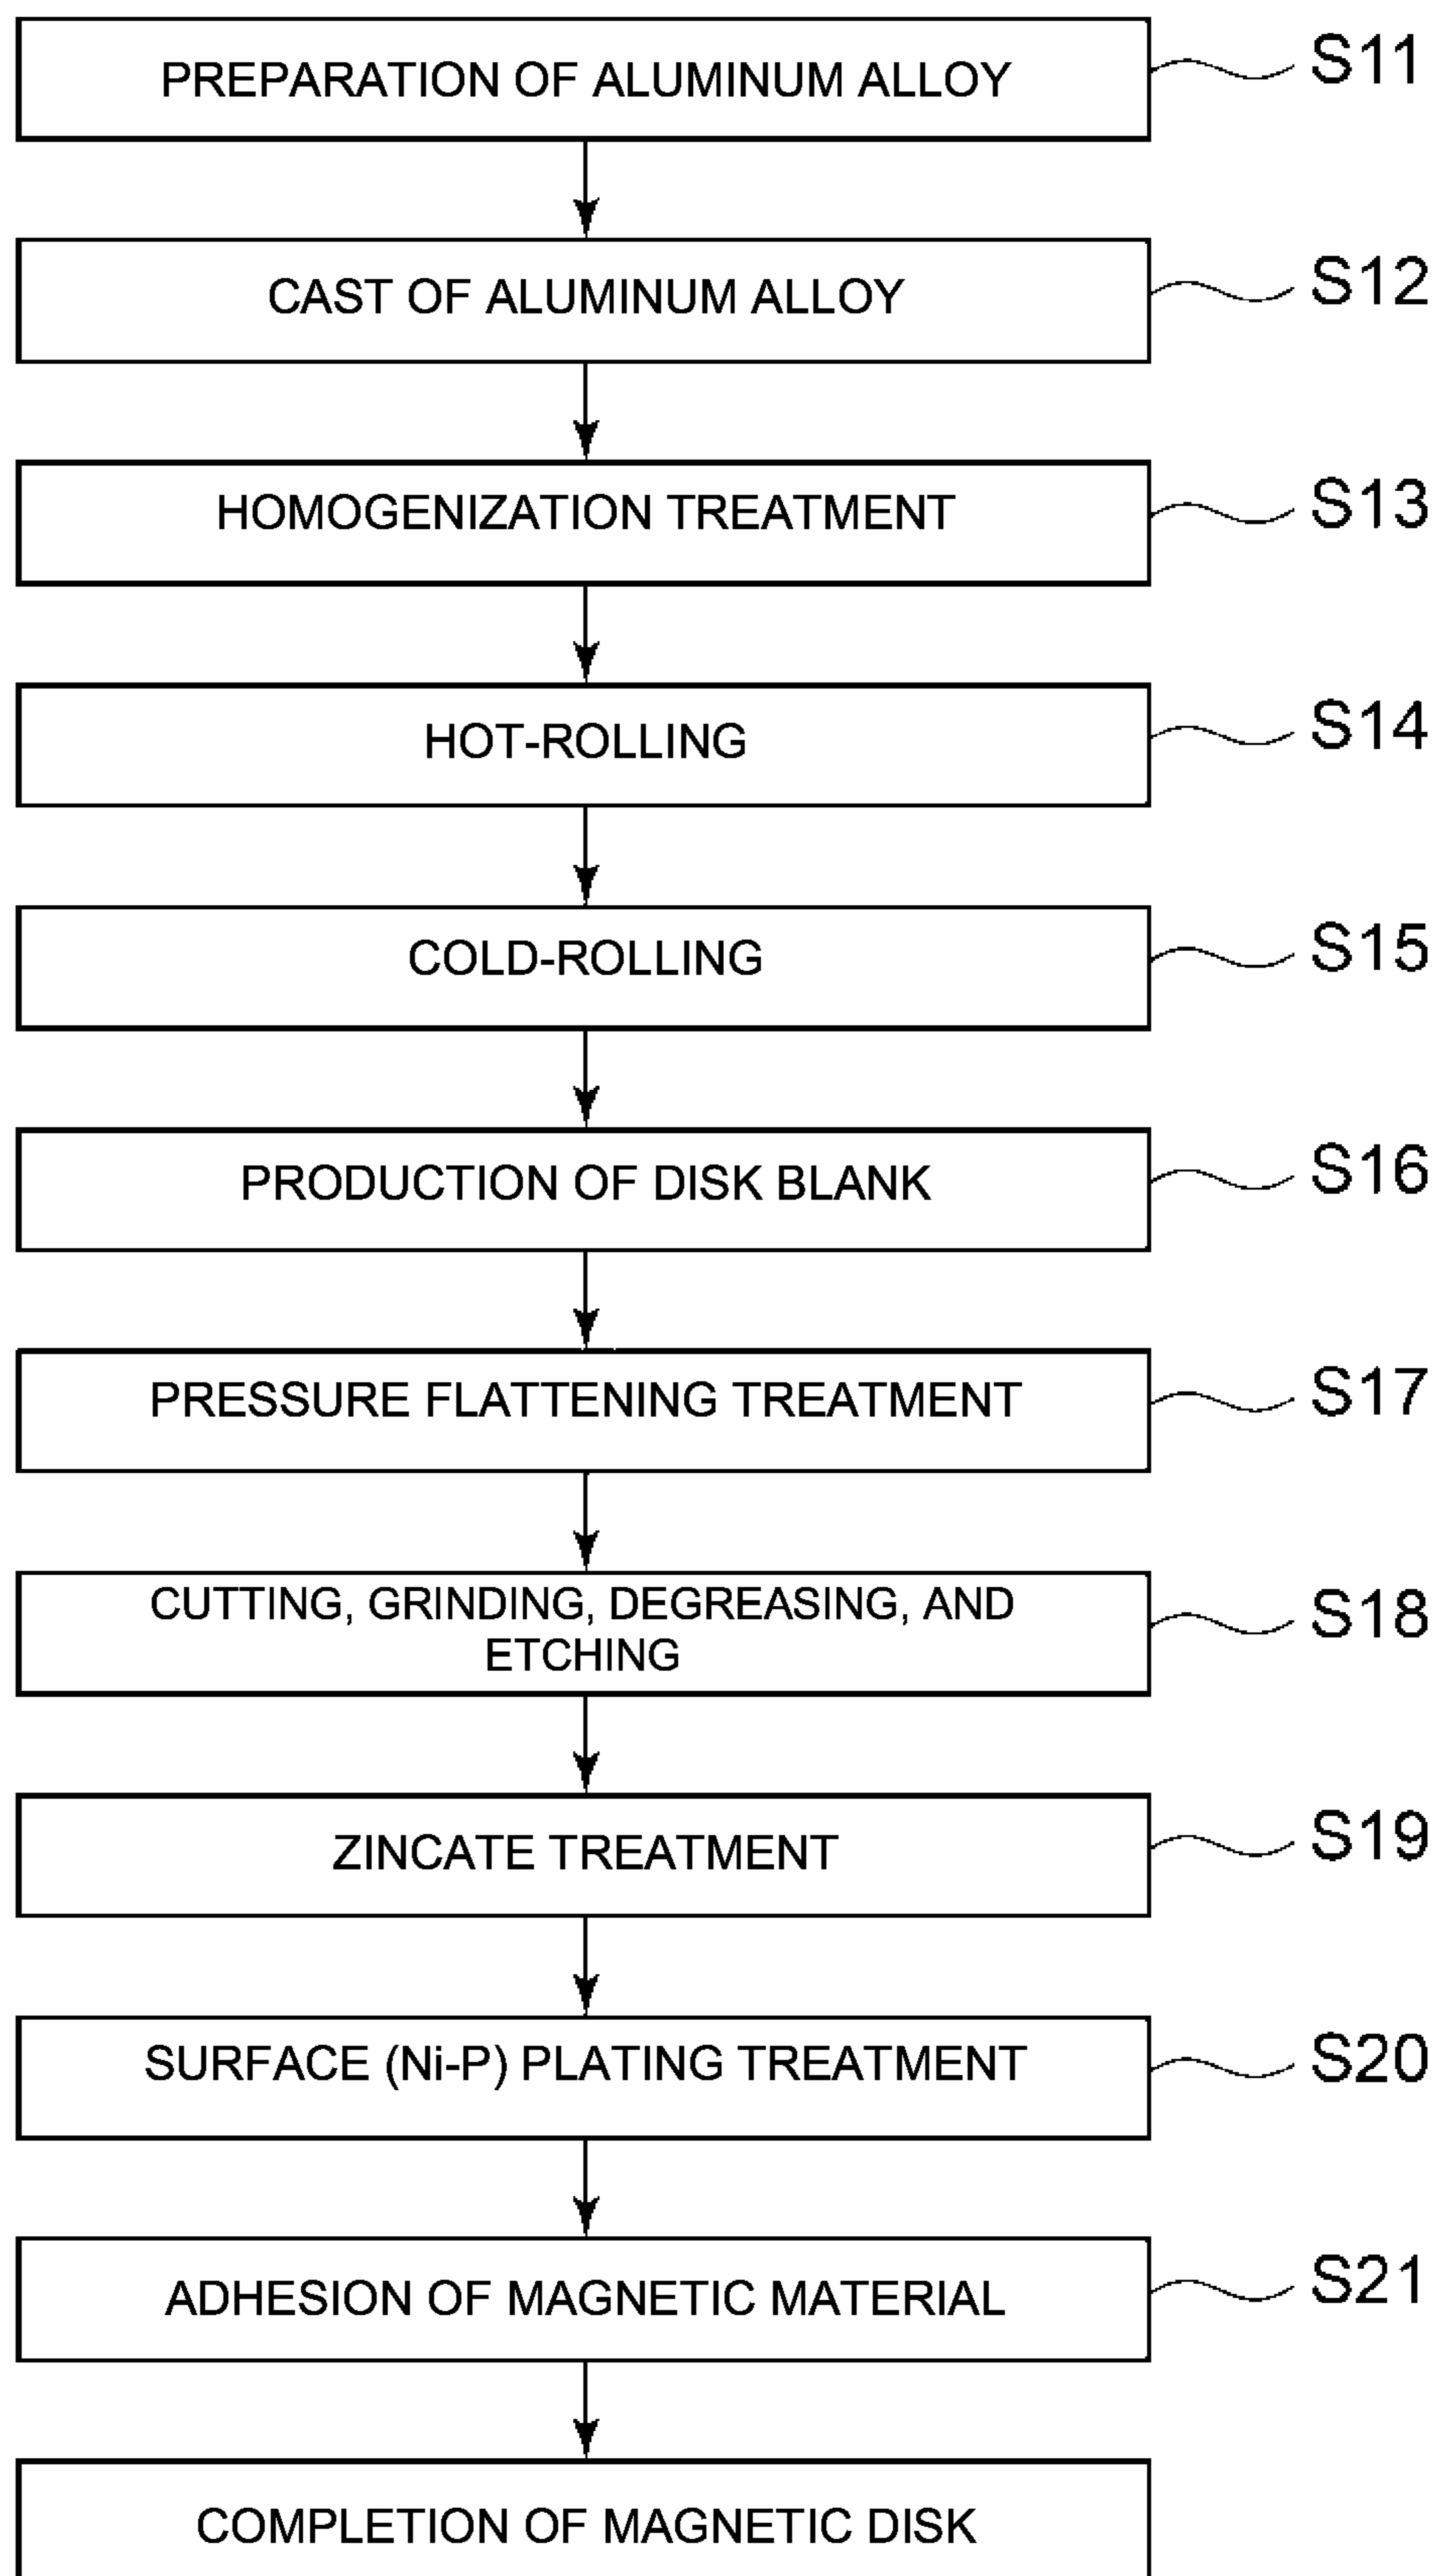 PREPARATION OF ALUMINUM ALLOY
S11
CAST OF ALUMINUM ALLOY
S12
HOMOGENIZATION TREATMENT
S13
HOT-ROLLING
S14
COLD-ROLLING
S15
PRODUCTION OF DISK BLANK
S16
PRESSURE FLATTENING TREATMENT
S17
CUTTING, GRINDING, DEGREASING, AND
ETCHING
S18
ZINCATE TREATMENT
S19
SURFACE (Ni-P) PLATING TREATMENT
S20
ADHESION OF MAGNETIC MATERIAL
S21
COMPLETION OF MAGNETIC DISK